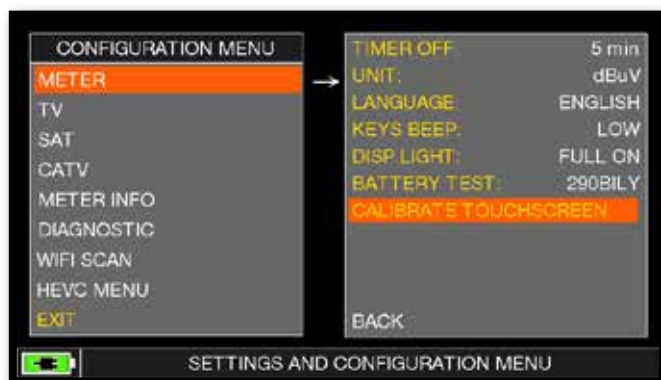 CONFIGURATION MENU
METER
TV
SAT
CATV
METER INFO
DIAGNOSTIC
WIFI SCAN
HEVC MENU
EXIT
→
TIMER OFF: 5 min
UNIT: dBuV
LANGUAGE: ENGLISH
KEYS BEEP: LOW
DISP.LIGHT: FULL ON
BATTERY TEST: 290BILY
CALIBRATE TOUCHSCREEN
BACK
SETTINGS AND CONFIGURATION MENU